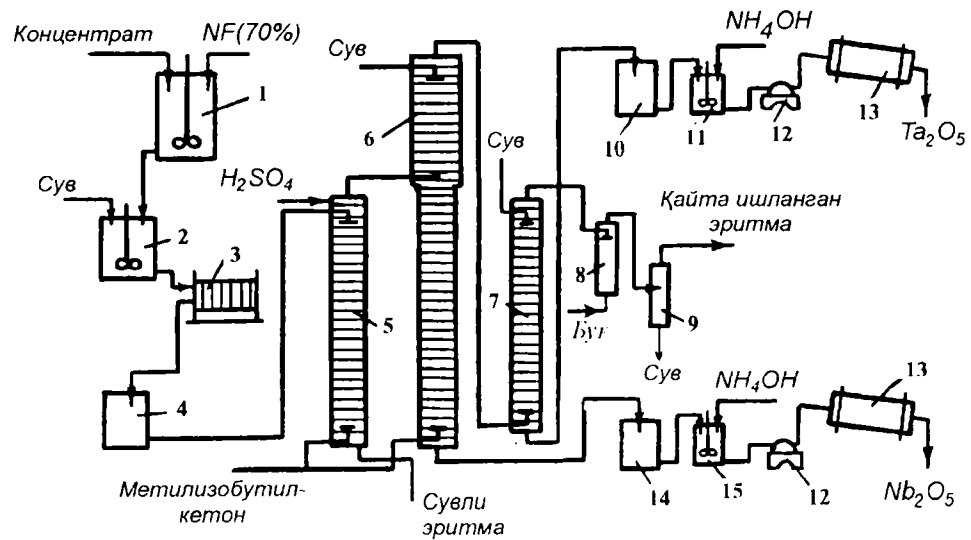 Концентрат
NF(70%)
1
Сув
2
3
4
H₂SO₄
5
Сув
6
Метилизобутил-
кетон
Сувли
эритма
Сув
7
8
Буғ
9
Сув
Қайта ишланган
эритма
NH₄OH
10
11
12
13
Ta₂O₅
NH₄OH
14
15
12
13
Nb₂O₅